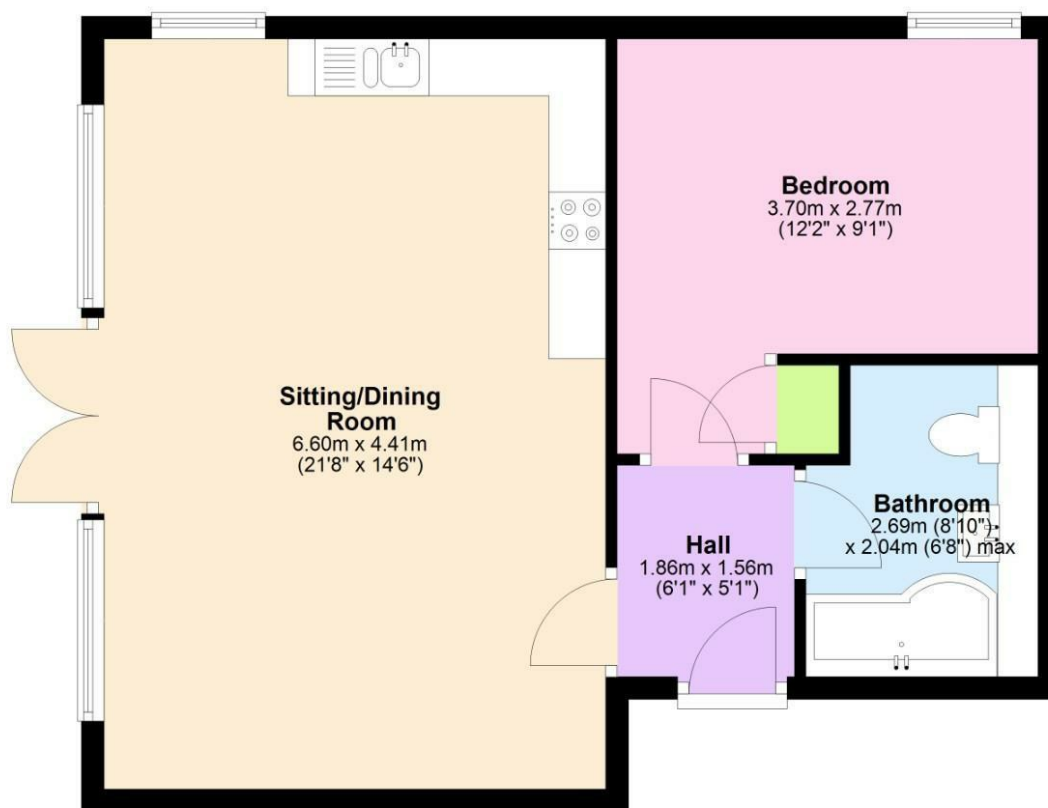 Bedroom
3.70m x 2.77m
(12'2" x 9'1")
Sitting/Dining
Room
6.60m x 4.41m
(21'8" x 14'6")
Bathroom
2.69m (8'10")
x 2.04m (6'8") max
Hall
1.86m x 1.56m
(6'1" x 5'1")